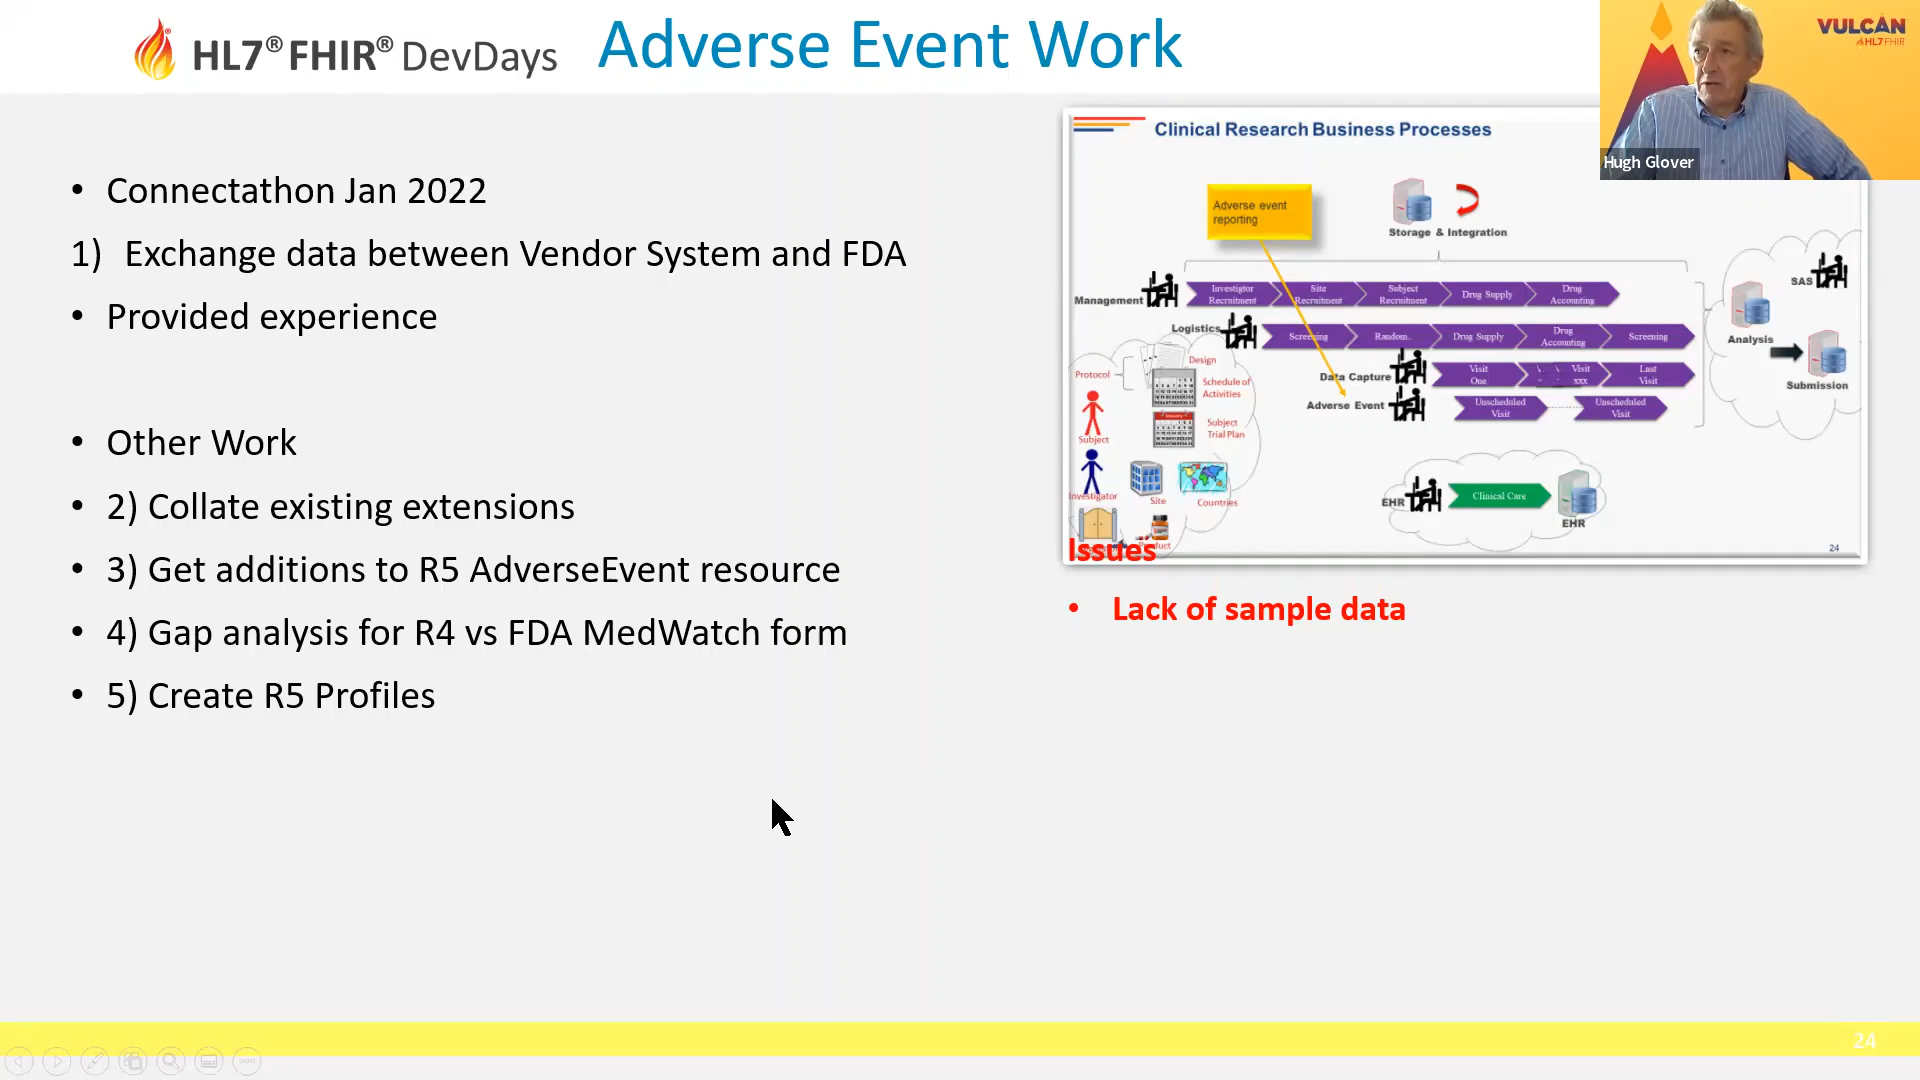 HL7® FHIR® DevDays
Adverse Event Work
VULCAN
HL7 FHIR
Hugh Glover
• Connectathon Jan 2022
1) Exchange data between Vendor System and FDA
• Provided experience
• Other Work
• 2) Collate existing extensions
• 3) Get additions to R5 AdverseEvent resource
• 4) Gap analysis for R4 vs FDA MedWatch form
• 5) Create R5 Profiles
Clinical Research Business Processes
Adverse event
reporting
Storage & Integration
Management
Investigtor
Recruitment
Site
Recruitment
Subject
Recruitment
Drug Supply
Drug
Accounting
Logistics
Screening
Random..
Drug Supply
Drug
Accounting
Screening
Data Capture
Visit
One
Visit
xxx
Last
Visit
Adverse Event
Unscheduled
Visit
Unscheduled
Visit
SAS
Analysis
Submission
Protocol
Design
Schedule of
Activities
Subject
Trial Plan
Subject
Investigator
Site
Countries
EHR
Clinical Care
EHR
24
Issues
• Lack of sample data
24